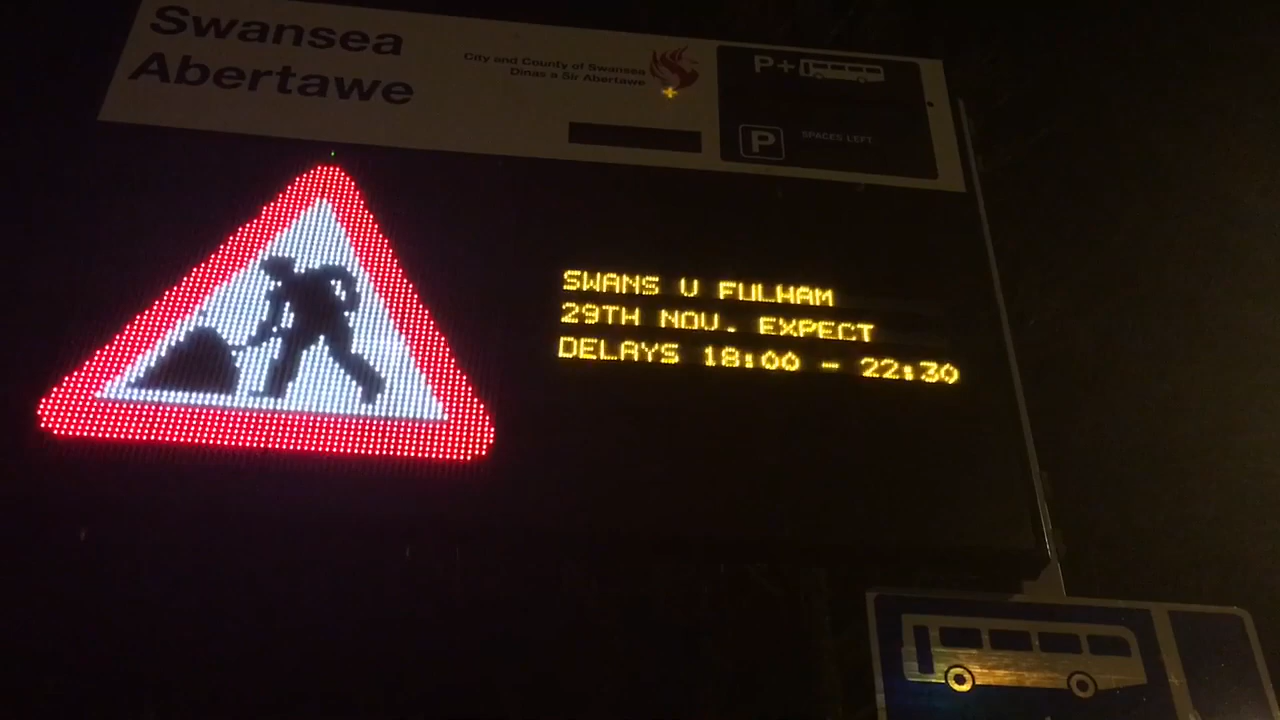 Swansea
Abertawe
City and County of Swansea
Dinas a Sir Abertawe
P+
P SPACES LEFT
SWANS V FULHAM
29TH NOV. EXPECT
DELAYS 18:00 - 22:30